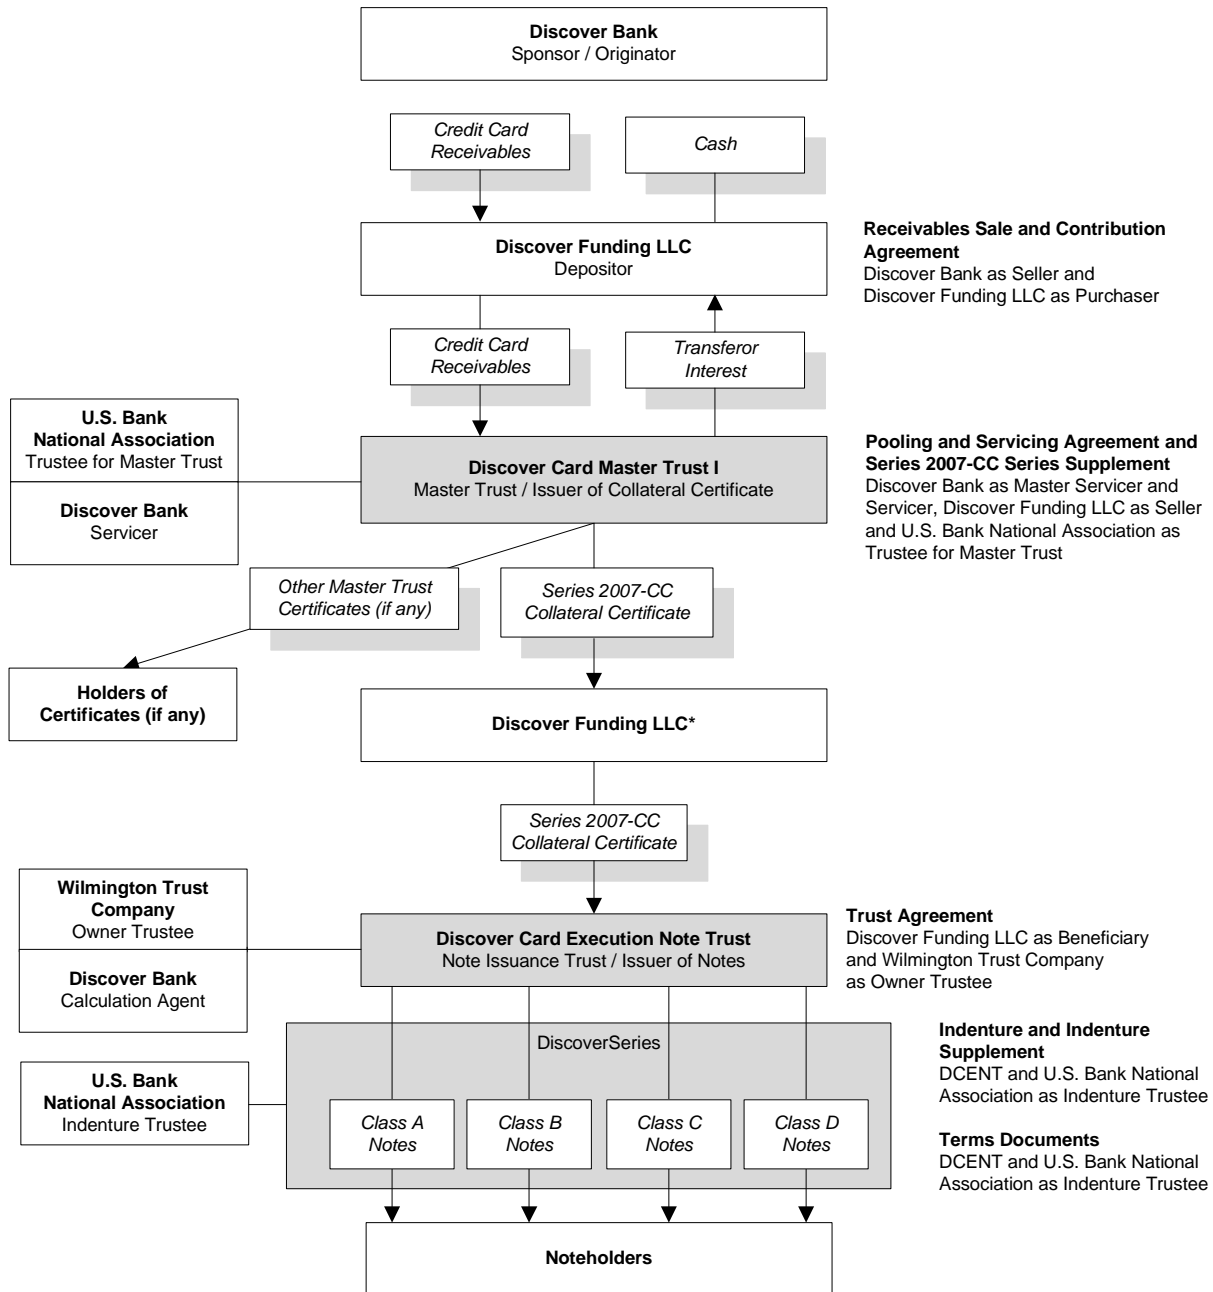 Discover Bank
Sponsor / Originator
Credit Card
Receivables
Cash
Discover Funding LLC
Depositor
Receivables Sale and Contribution
Agreement
Discover Bank as Seller and
Discover Funding LLC as Purchaser
Credit Card
Receivables
Transferor
Interest
U.S. Bank
National Association
Trustee for Master Trust
Discover Bank
Servicer
Discover Card Master Trust I
Master Trust / Issuer of Collateral Certificate
Pooling and Servicing Agreement and
Series 2007-CC Series Supplement
Discover Bank as Master Servicer and
Servicer, Discover Funding LLC as Seller
and U.S. Bank National Association as
Trustee for Master Trust
Other Master Trust
Certificates (if any)
Series 2007-CC
Collateral Certificate
Holders of
Certificates (if any)
Discover Funding LLC*
Series 2007-CC
Collateral Certificate
Wilmington Trust
Company
Owner Trustee
Discover Bank
Calculation Agent
Discover Card Execution Note Trust
Note Issuance Trust / Issuer of Notes
Trust Agreement
Discover Funding LLC as Beneficiary
and Wilmington Trust Company
as Owner Trustee
DiscoverSeries
U.S. Bank
National Association
Indenture Trustee
Class A
Notes
Class B
Notes
Class C
Notes
Class D
Notes
Indenture and Indenture
Supplement
DCENT and U.S. Bank National
Association as Indenture Trustee
Terms Documents
DCENT and U.S. Bank National
Association as Indenture Trustee
Noteholders